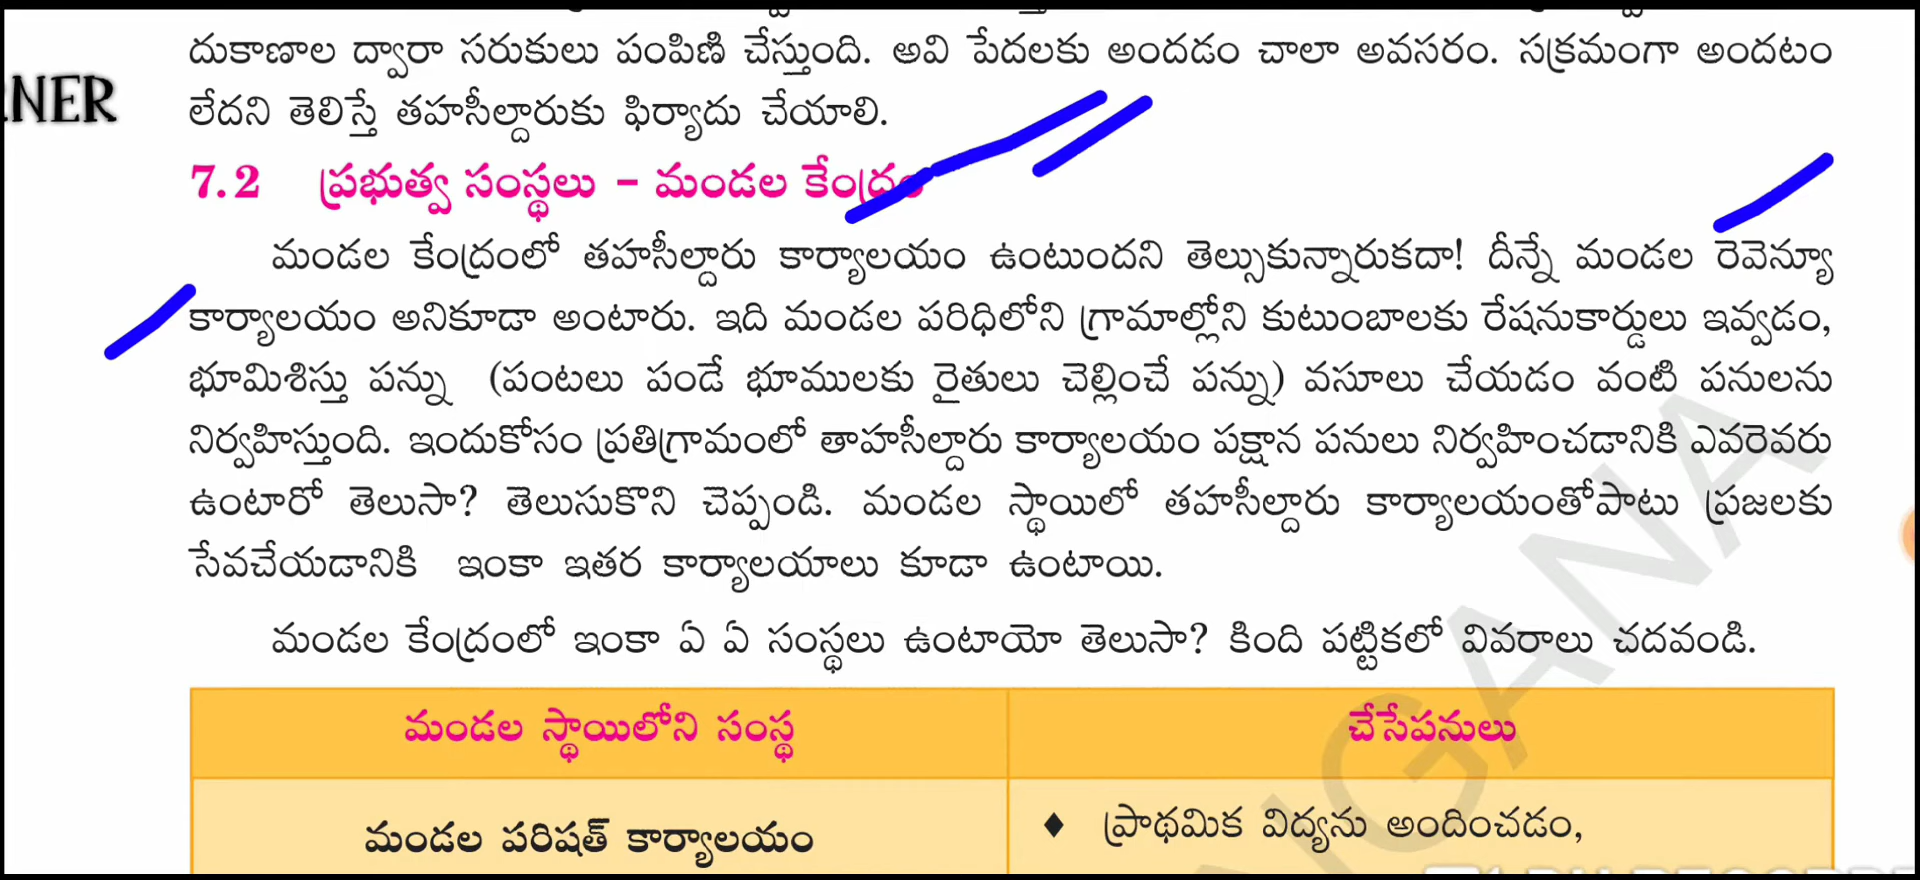 దుకాణాల ద్వారా సరుకులు పంపిణి చేస్తుంది. అవి పేదలకు అందడం చాలా అవసరం. సక్రమంగా అందటం
RNER
లేదని తెలిస్తే తహసీల్దారుకు ఫిర్యాదు చేయాలి.
7.2 ప్రభుత్వ సంస్థలు - మండల కేంద్రం
మండల కేంద్రంలో తహసీల్దారు కార్యాలయం ఉంటుందని తెల్సుకున్నారుకదా! దీన్నే మండల రెవెన్యూ
కార్యాలయం అనికూడా అంటారు. ఇది మండల పరిధిలోని గ్రామాల్లోని కుటుంబాలకు రేషనుకార్డులు ఇవ్వడం,
భూమిశిస్తు పన్ను (పంటలు పండే భూములకు రైతులు చెల్లించే పన్ను) వసూలు చేయడం వంటి పనులను
నిర్వహిస్తుంది. ఇందుకోసం ప్రతిగ్రామంలో తాహసీల్దారు కార్యాలయం పక్షాన పనులు నిర్వహించడానికి ఎవరెవరు
ఉంటారో తెలుసా? తెలుసుకొని చెప్పండి. మండల స్థాయిలో తహసీల్దారు కార్యాలయంతోపాటు ప్రజలకు
సేవచేయడానికి ఇంకా ఇతర కార్యాలయాలు కూడా ఉంటాయి.
మండల కేంద్రంలో ఇంకా ఏ ఏ సంస్థలు ఉంటాయో తెలుసా? కింది పట్టికలో వివరాలు చదవండి.
మండల స్థాయిలోని సంస్థ
చేసేపనులు
మండల పరిషత్ కార్యాలయం
♦ ప్రాథమిక విద్యను అందించడం,
NGANA